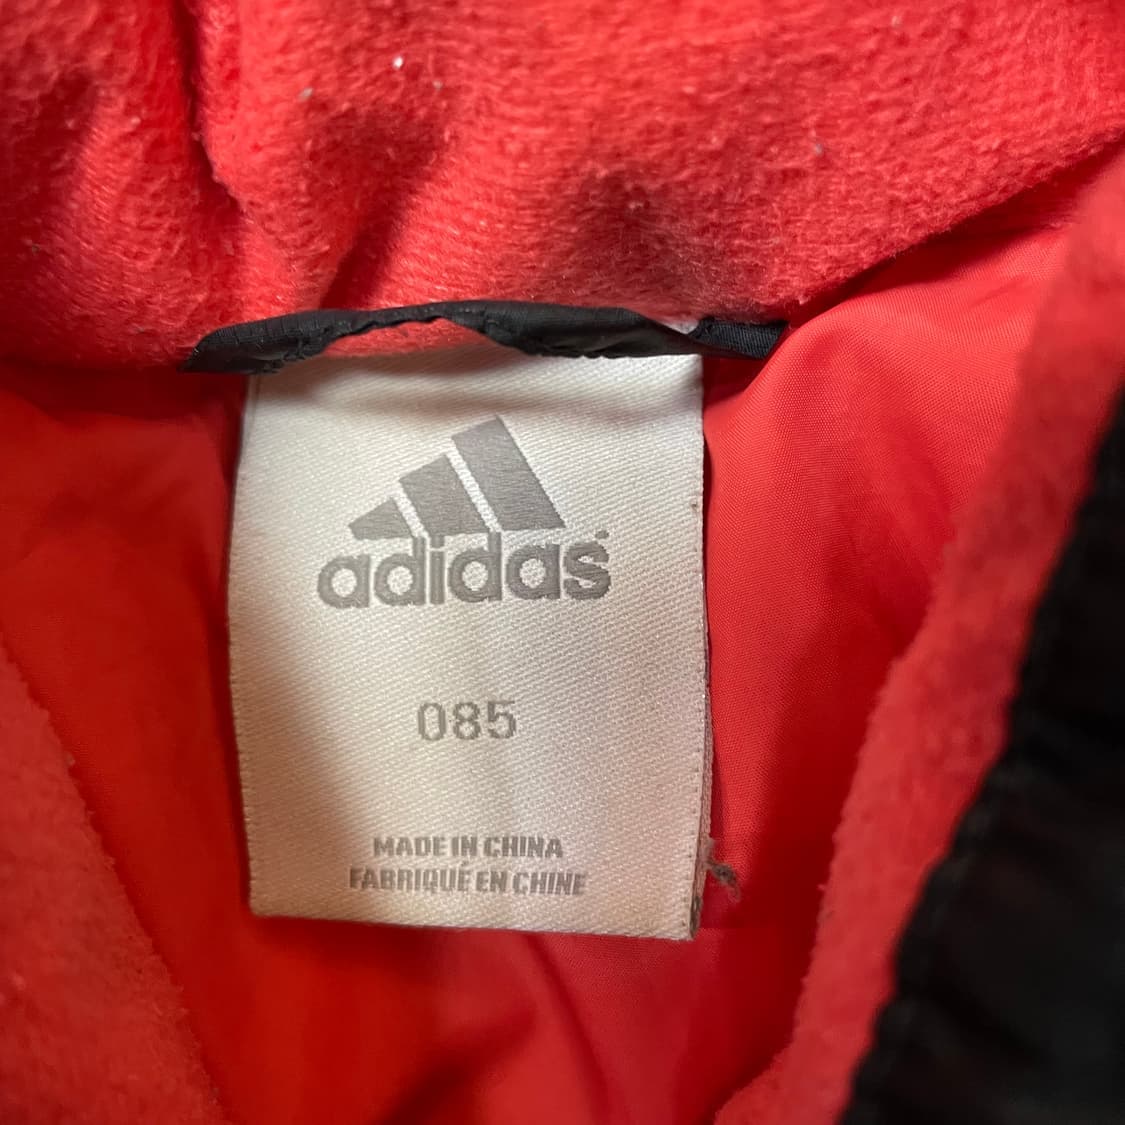 adidas
085
MADE IN CHINA
FABRIQUÉ EN CHINE